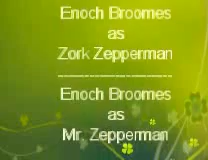 Enoch Broomes
as
Zork Zepperman
--------------------------------
Enoch Broomes
as
Mr. Zepperman